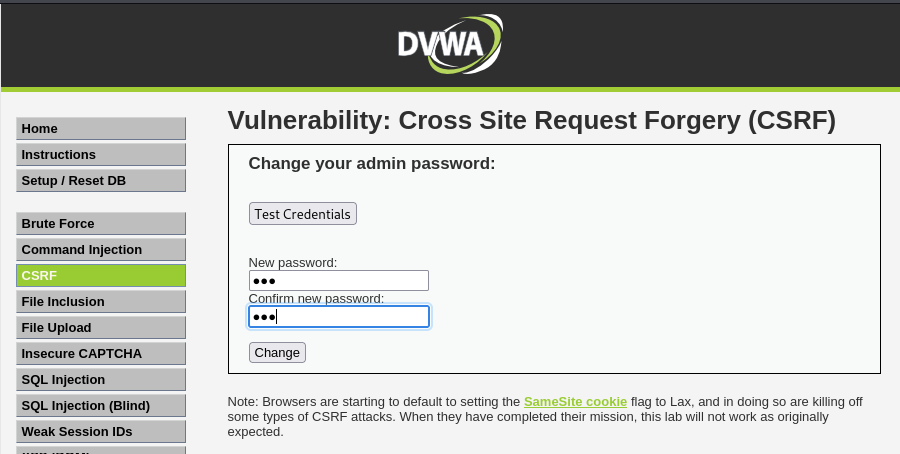 DVWA
Vulnerability: Cross Site Request Forgery (CSRF)
Home
Instructions
Setup / Reset DB
Brute Force
Command Injection
CSRF
File Inclusion
File Upload
Insecure CAPTCHA
SQL Injection
SQL Injection (Blind)
Weak Session IDs
Change your admin password:
Test Credentials
New password:
●●●
Confirm new password:
●●●
Change
Note: Browsers are starting to default to setting the SameSite cookie flag to Lax, and in doing so are killing off
some types of CSRF attacks. When they have completed their mission, this lab will not work as originally
expected.